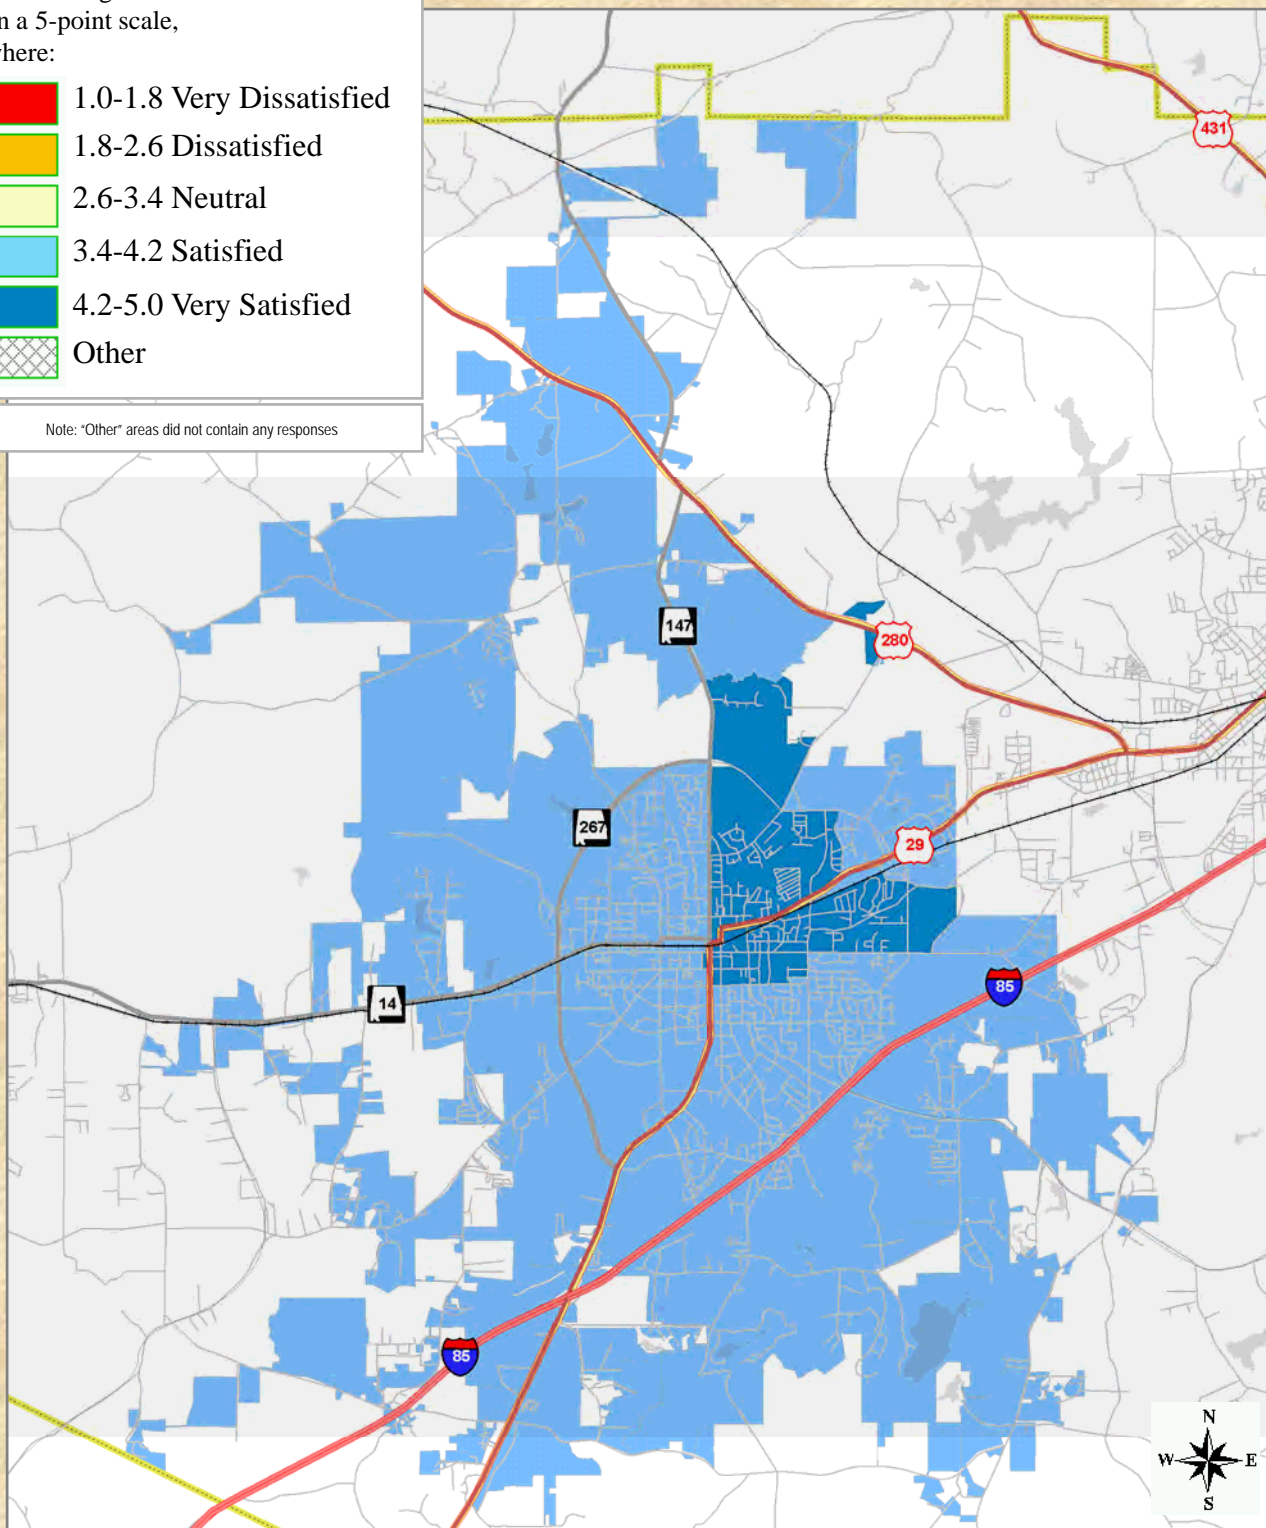 n a 5-point scale,
where:
1.0-1.8 Very Dissatisfied
1.8-2.6 Dissatisfied
2.6-3.4 Neutral
3.4-4.2 Satisfied
4.2-5.0 Very Satisfied
Other
Note: "Other" areas did not contain any responses
431
147
280
267
29
85
14
85
N
W E
S